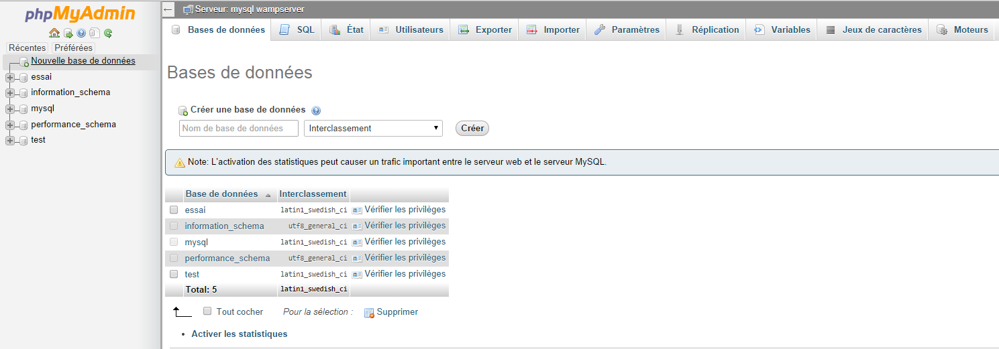 phpMyAdmin
Récentes Préférées
Nouvelle base de données
essai
information_schema
mysql
performance_schema
test
Serveur: mysql wampserver
Bases de données SQL État Utilisateurs Exporter Importer Paramètres Réplication Variables Jeux de caractères Moteurs
Bases de données
Créer une base de données
Nom de base de données Interclassement Créer
Note: L'activation des statistiques peut causer un trafic important entre le serveur web et le serveur MySQL.
Base de données Interclassement
essai latin1_swedish_ci Vérifier les privilèges
information_schema utf8_general_ci Vérifier les privilèges
mysql latin1_swedish_ci Vérifier les privilèges
performance_schema utf8_general_ci Vérifier les privilèges
test latin1_swedish_ci Vérifier les privilèges
Total: 5 latin1_swedish_ci
Tout cocher Pour la sélection : Supprimer
• Activer les statistiques